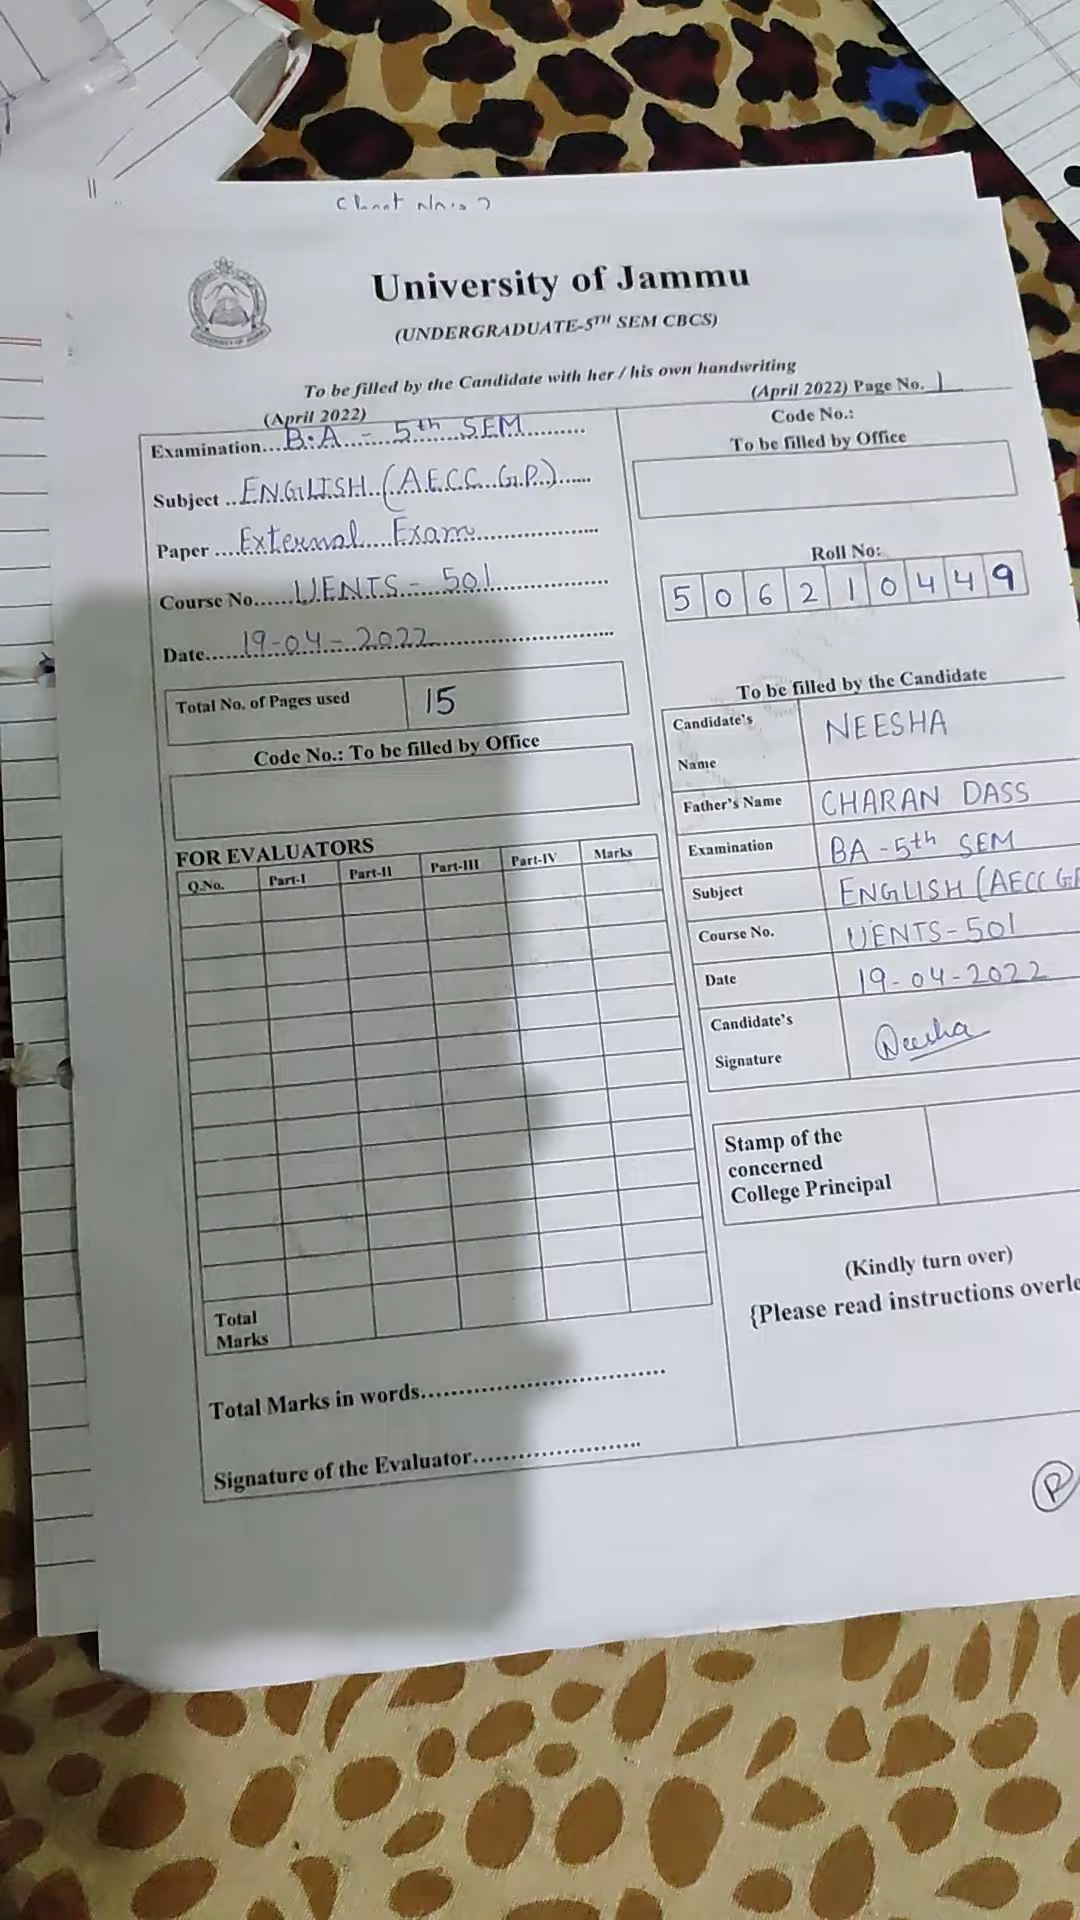 University of Jammu
(UNDERGRADUATE-5TH SEM CBCS)
To be filled by the Candidate with her / his own handwriting
(April 2022)
(April 2022) Page No. 1
Examination...B.A.- 5th SEM
Subject ..ENGLISH (AECC G.P.)
Paper ....External Exam
Course No......UENTS - 501
Date.....19-04-2022
Total No. of Pages used 15
Code No.: To be filled by Office
Code No.:
To be filled by Office
Roll No:
5 0 6 2 1 0 4 4 9
To be filled by the Candidate
Candidate's Name NEESHA
Father's Name CHARAN DASS
Examination BA-5th SEM
Subject ENGLISH (AECC GP
Course No. UENTS-501
Date 19-04-2022
Candidate's Signature Neesha
FOR EVALUATORS
Q.No. Part-I Part-II Part-III Part-IV Marks
Total Marks
Total Marks in words
Signature of the Evaluator
Stamp of the
concerned
College Principal
(Kindly turn over)
{Please read instructions overle